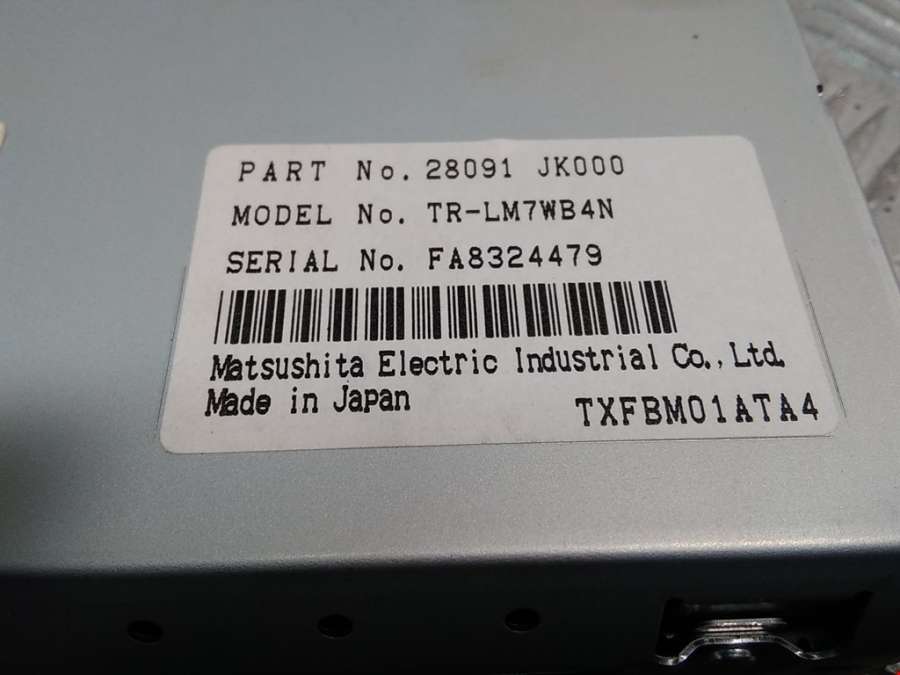 PART No. 28091 JK000
MODEL No. TR-LM7WB4N
SERIAL No. FA8324479
Matsushita Electric Industrial Co., Ltd.
Made in Japan
TXFBM01ATA4